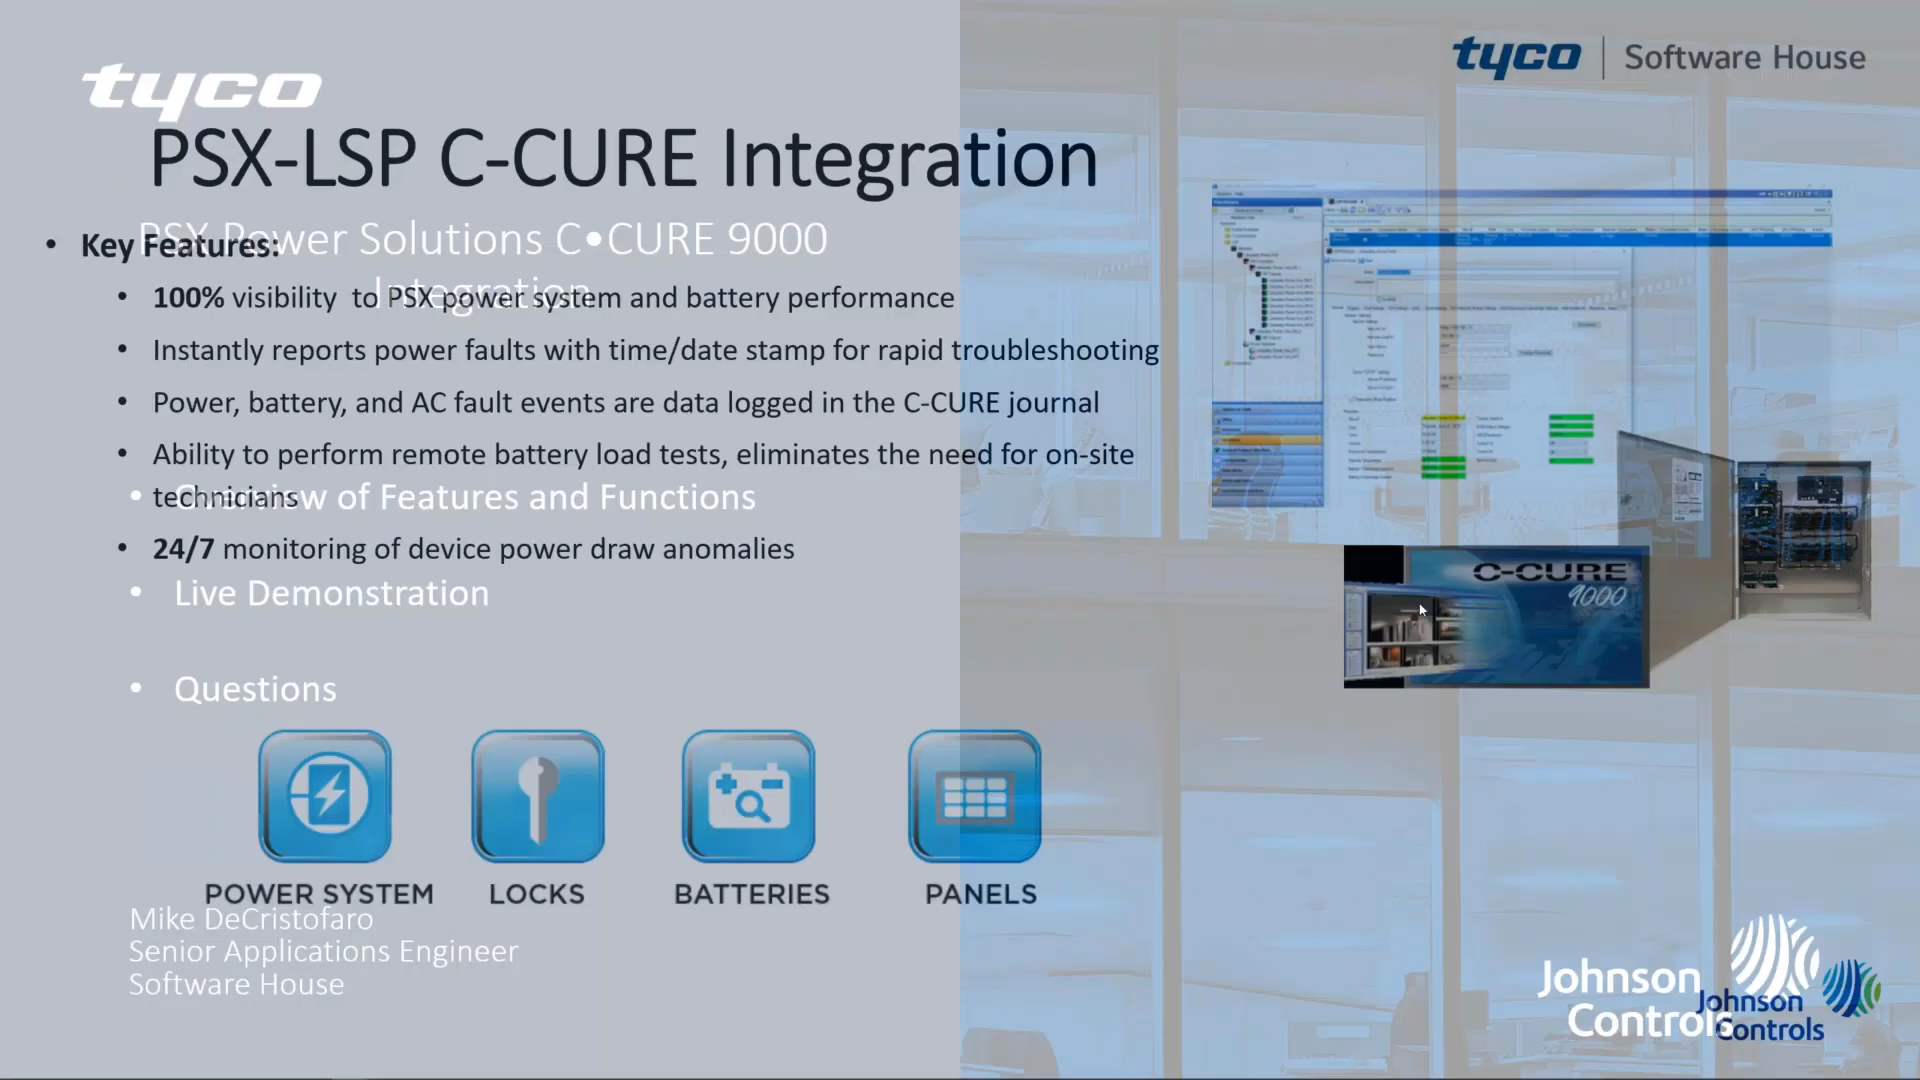 tyco
tyco | Software House
PSX-LSP C-CURE Integration
PSX Power Solutions C•CURE 9000
Integration
• Key Features:
• 100% visibility to PSX power system and battery performance
• Instantly reports power faults with time/date stamp for rapid troubleshooting
• Power, battery, and AC fault events are data logged in the C-CURE journal
• Ability to perform remote battery load tests, eliminates the need for on-site
technicians
• Overview of Features and Functions
• 24/7 monitoring of device power draw anomalies
• Live Demonstration
• Questions
C-CURE
9000
POWER SYSTEM
LOCKS
BATTERIES
PANELS
Mike DeCristofaro
Senior Applications Engineer
Software House
Johnson
Controls
Johnson
Controls